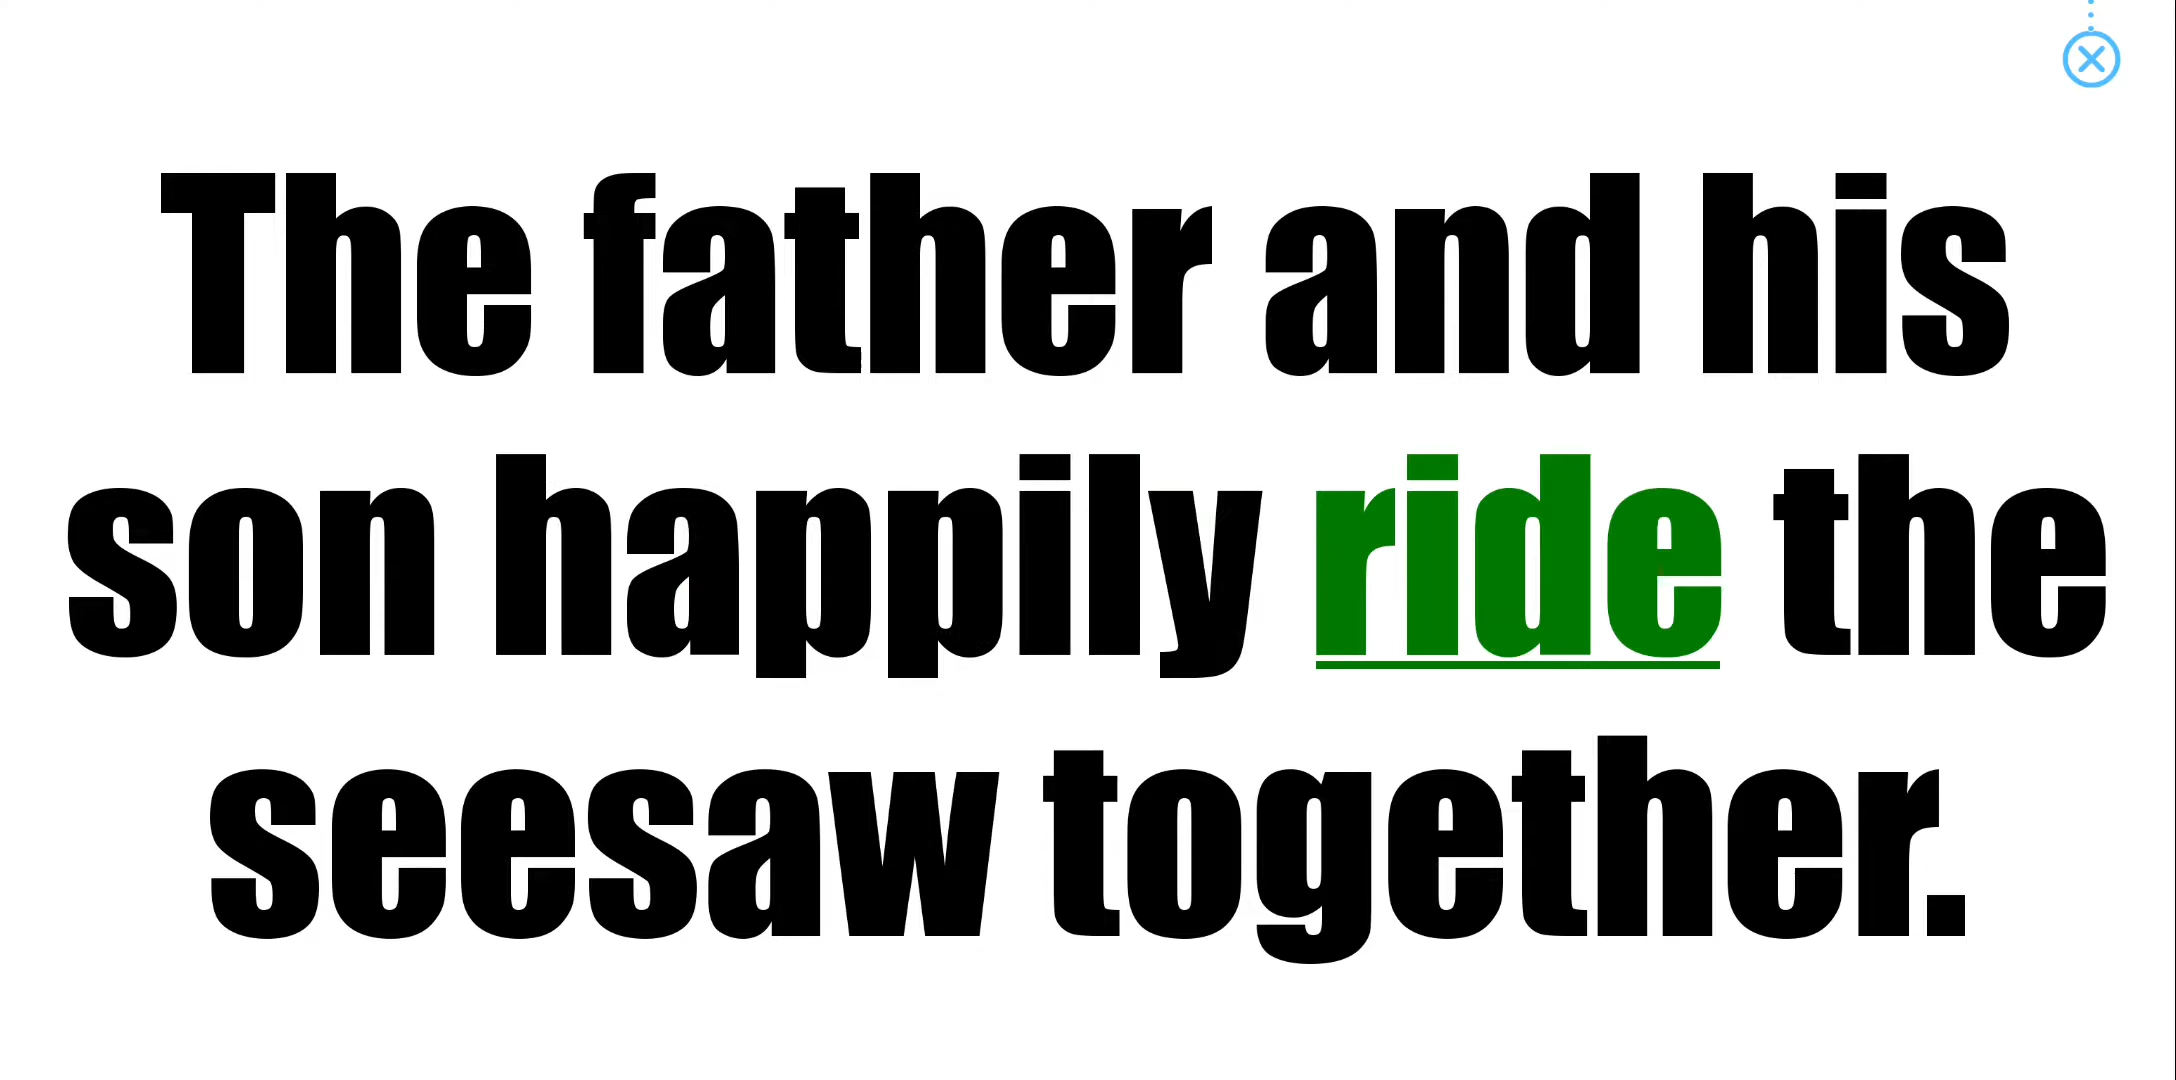 The father and his
son happily ride the
seesaw together.